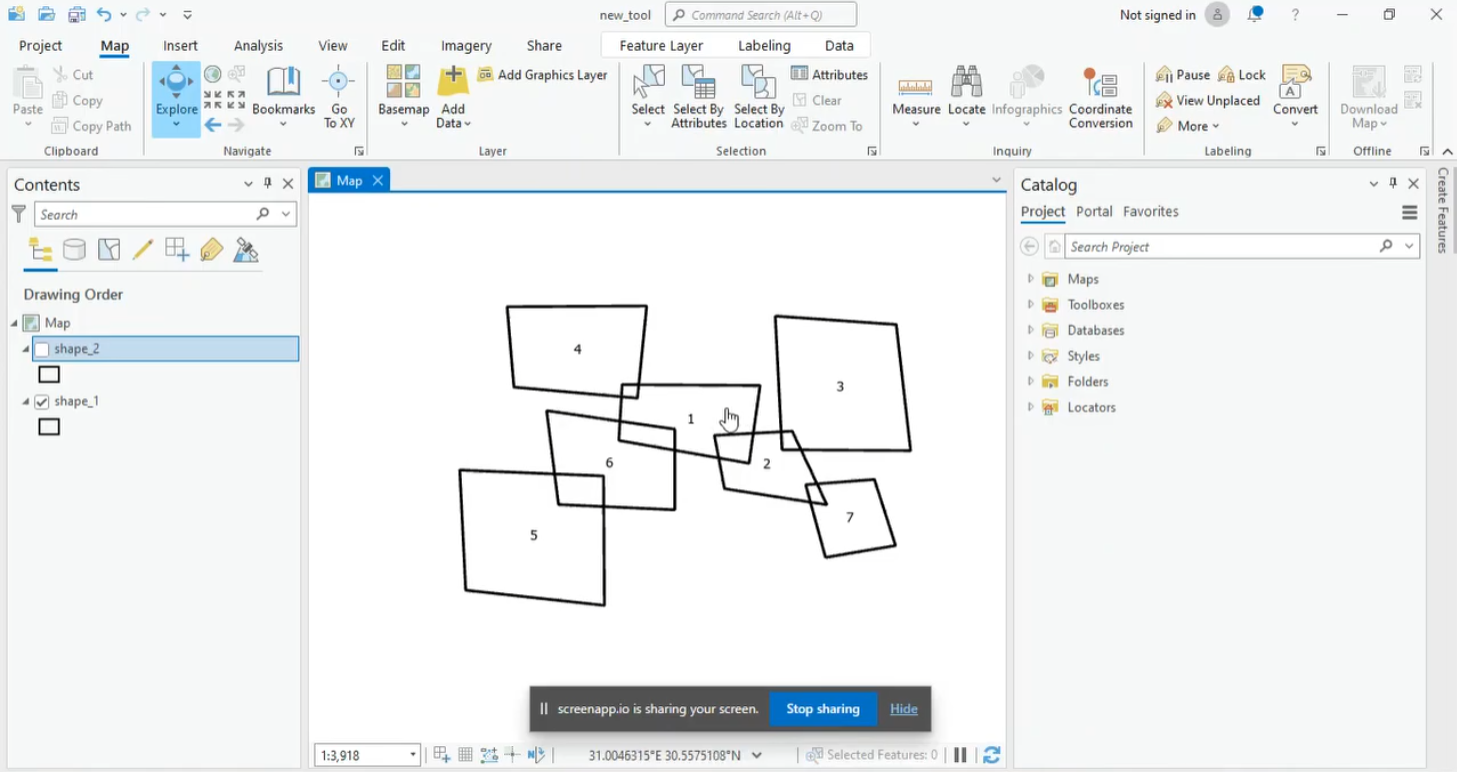 new_tool
Command Search (Alt+Q)
Not signed in
?
Project
Map
Insert
Analysis
View
Edit
Imagery
Share
Feature Layer
Labeling
Data
Paste
Cut
Copy
Copy Path
Clipboard
Explore
Bookmarks
Go To XY
Navigate
Basemap
Add Data
Add Graphics Layer
Layer
Select
Select By Attributes
Select By Location
Attributes
Clear
Zoom To
Selection
Measure
Locate
Infographics
Coordinate Conversion
Inquiry
Pause
Lock
View Unplaced
More
A
Convert
Labeling
Download Map
Offline
Contents
Search
Drawing Order
Map
shape_2
shape_1
Map
4
3
1
6
2
7
5
screenapp.io is sharing your screen.
Stop sharing
Hide
1:3,918
N
31.0046315°E 30.5575108°N
Selected Features: 0
Catalog
Project
Portal
Favorites
Search Project
Maps
Toolboxes
Databases
Styles
Folders
Locators
Create Features